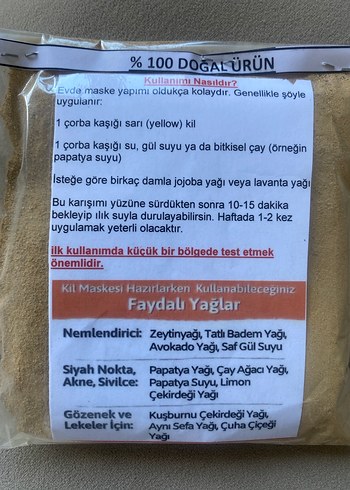 % 100 DOĞAL ÜRÜN
Kullanımı Nasıldır?
Evde maske yapımı oldukça kolaydır. Genellikle şöyle
uygulanır:
1 çorba kaşığı sarı (yellow) kil
1 çorba kaşığı su, gül suyu ya da bitkisel çay (örneğin
papatya suyu)
İsteğe göre birkaç damla jojoba yağı veya lavanta yağı
Bu karışımı yüzüne sürdükten sonra 10-15 dakika
bekleyip ılık suyla durulayabilirsin. Haftada 1-2 kez
uygulamak yeterli olacaktır.
ilk kullanımda küçük bir bölgede test etmek
önemlidir.
Kil Maskesi Hazırlarken Kullanabileceğiniz
Faydalı Yağlar
Nemlendirici: Zeytinyağı, Tatlı Badem Yağı,
Avokado Yağı, Saf Gül Suyu
Siyah Nokta, Papatya Yağı, Çay Ağacı Yağı,
Akne, Sivilce: Papatya Suyu, Limon
Çekirdeği Yağı
Gözenek ve Kuşburnu Çekirdeği Yağı,
Lekeler İçin: Aynı Sefa Yağı, Çuha Çiçeği
Yağı